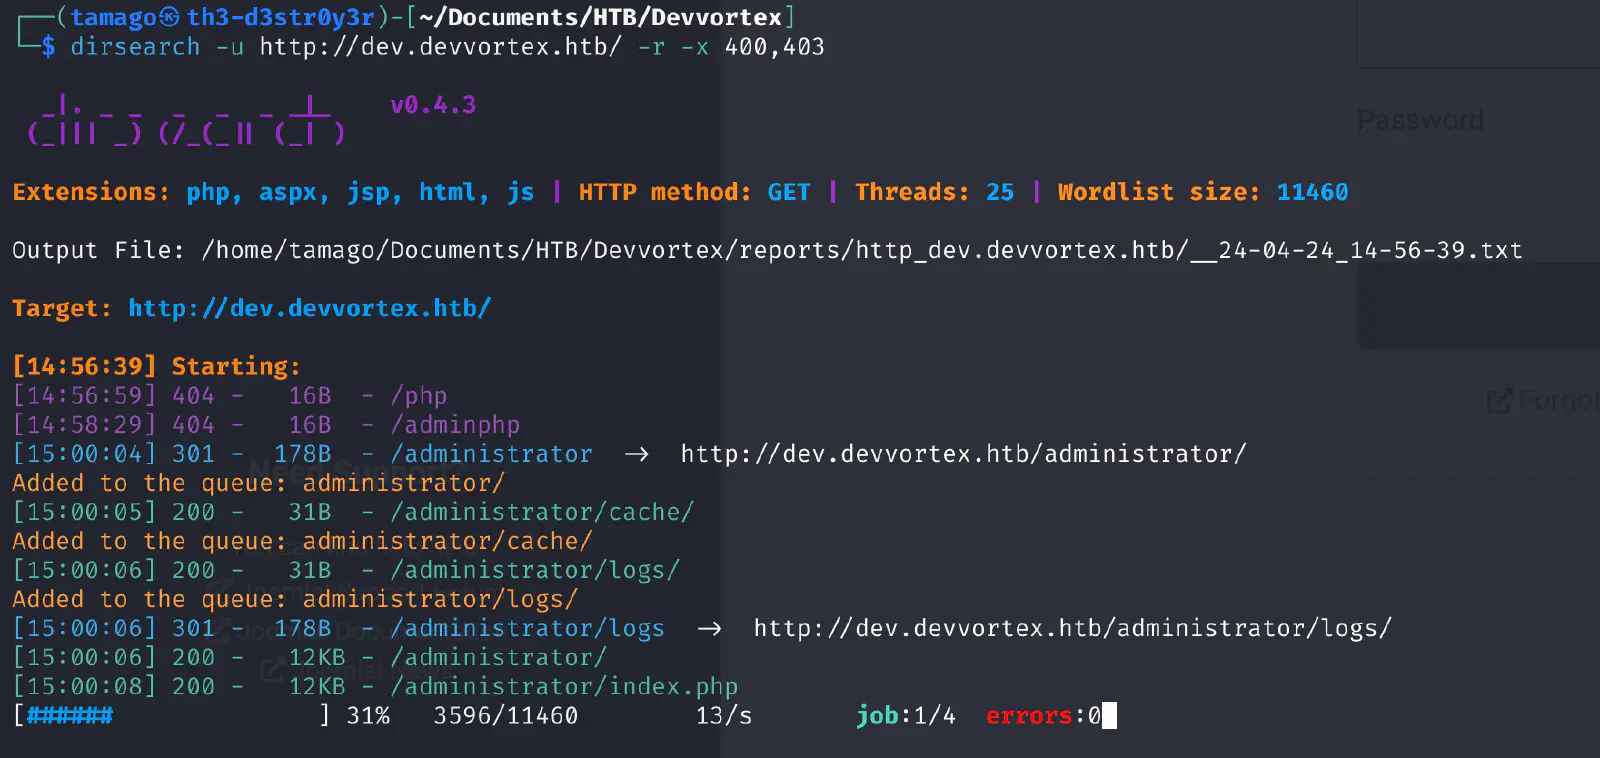 ┌──(tamago㉿th3-d3str0y3r)-[~/Documents/HTB/Devvortex]
└─$ dirsearch -u http://dev.devvortex.htb/ -r -x 400,403
v0.4.3
Extensions: php, aspx, jsp, html, js | HTTP method: GET | Threads: 25 | Wordlist size: 11460
Output File: /home/tamago/Documents/HTB/Devvortex/reports/http_dev.devvortex.htb/__24-04-24_14-56-39.txt
Target: http://dev.devvortex.htb/
[14:56:39] Starting:
[14:56:59] 404 -   16B  - /php
[14:58:29] 404 -   16B  - /adminphp
[15:00:04] 301 -  178B  - /administrator  ->  http://dev.devvortex.htb/administrator/
Added to the queue: administrator/
[15:00:05] 200 -   31B  - /administrator/cache/
Added to the queue: administrator/cache/
[15:00:06] 200 -   31B  - /administrator/logs/
Added to the queue: administrator/logs/
[15:00:06] 301 -  178B  - /administrator/logs  ->  http://dev.devvortex.htb/administrator/logs/
[15:00:06] 200 -   12KB - /administrator/
[15:00:08] 200 -   12KB - /administrator/index.php
[######              ] 31%   3596/11460        13/s       job:1/4  errors:0
Password
Need Support?